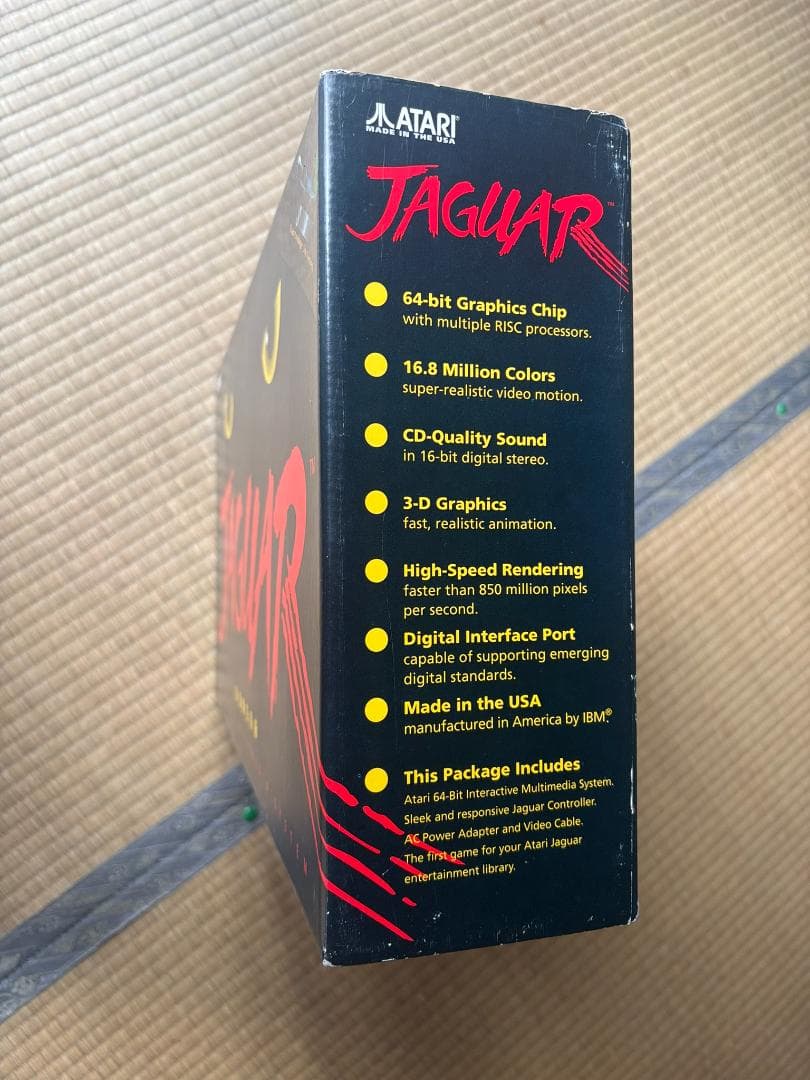 ATARI®
MADE IN THE USA
JAGUAR™
64-bit Graphics Chip
with multiple RISC processors.
16.8 Million Colors
super-realistic video motion.
CD-Quality Sound
in 16-bit digital stereo.
3-D Graphics
fast, realistic animation.
High-Speed Rendering
faster than 850 million pixels
per second.
Digital Interface Port
capable of supporting emerging
digital standards.
Made in the USA
manufactured in America by IBM®.
This Package Includes
Atari 64-Bit Interactive Multimedia System.
Sleek and responsive Jaguar Controller.
AC Power Adapter and Video Cable.
The first game for your Atari Jaguar
entertainment library.
JAGUAR™